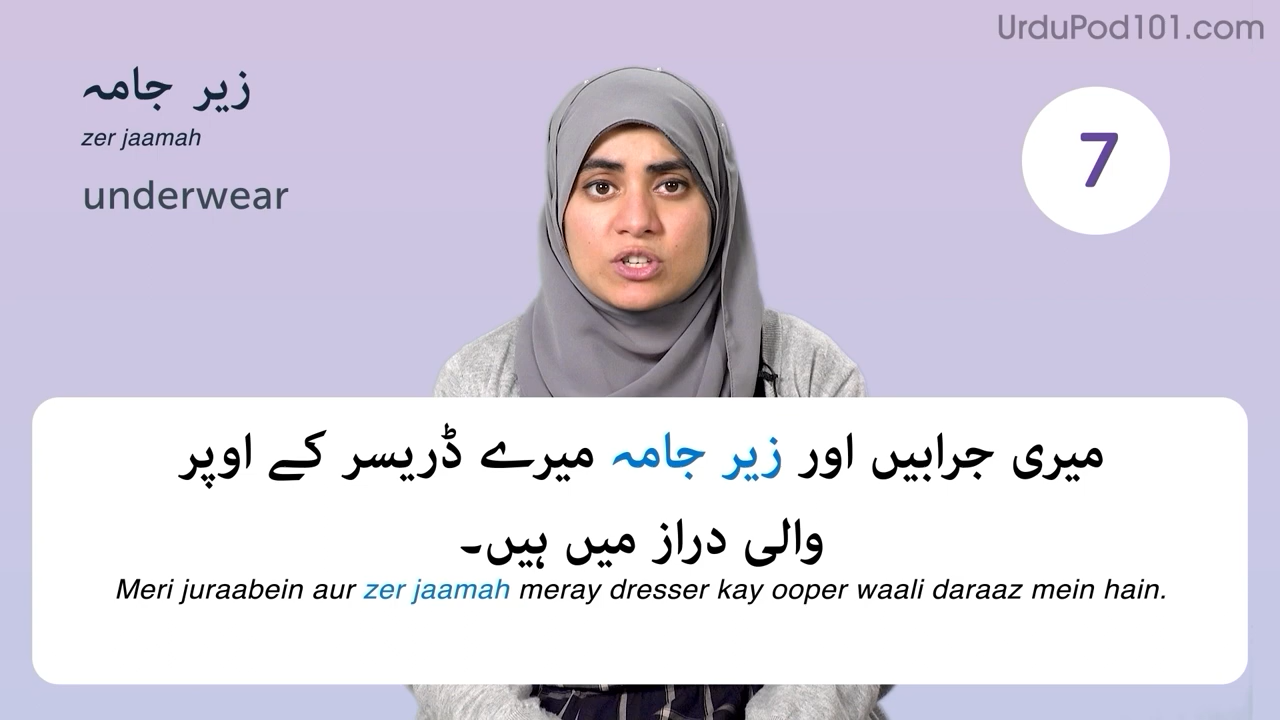 UrduPod101.com
زیر جامہ
zer jaamah
underwear
7
میری جرابیں اور زیر جامہ میرے ڈریسر کے اوپر
والی دراز میں ہیں۔
Meri juraabein aur zer jaamah meray dresser kay ooper waali daraaz mein hain.